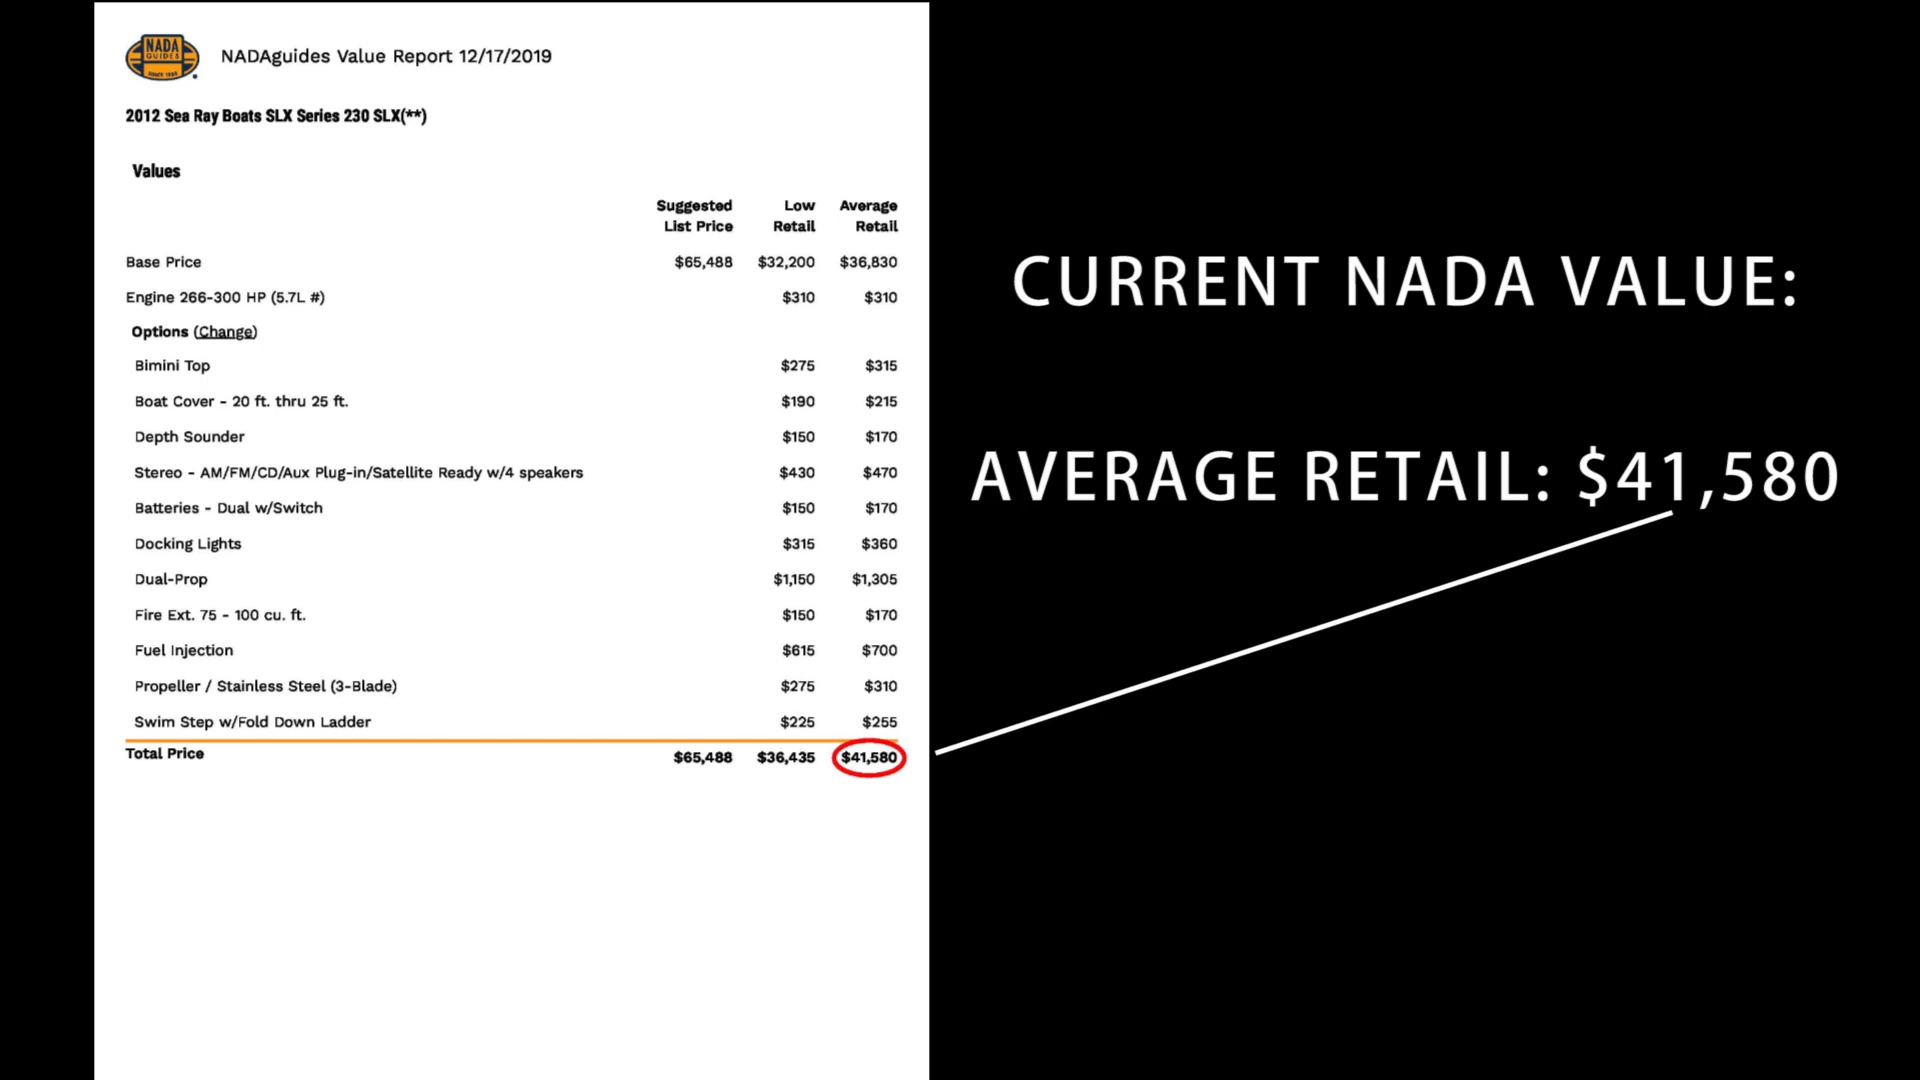 NADA
GUIDES
SINCE 1933
NADAguides Value Report 12/17/2019
2012 Sea Ray Boats SLX Series 230 SLX(**)
Values
Suggested List Price Low Retail Average Retail
Base Price $65,488 $32,200 $36,830
Engine 266-300 HP (5.7L #) $310 $310
Options (Change)
Bimini Top $275 $315
Boat Cover - 20 ft. thru 25 ft. $190 $215
Depth Sounder $150 $170
Stereo - AM/FM/CD/Aux Plug-in/Satellite Ready w/4 speakers $430 $470
Batteries - Dual w/Switch $150 $170
Docking Lights $315 $360
Dual-Prop $1,150 $1,305
Fire Ext. 75 - 100 cu. ft. $150 $170
Fuel Injection $615 $700
Propeller / Stainless Steel (3-Blade) $275 $310
Swim Step w/Fold Down Ladder $225 $255
Total Price $65,488 $36,435 $41,580
CURRENT NADA VALUE:
AVERAGE RETAIL: $41,580